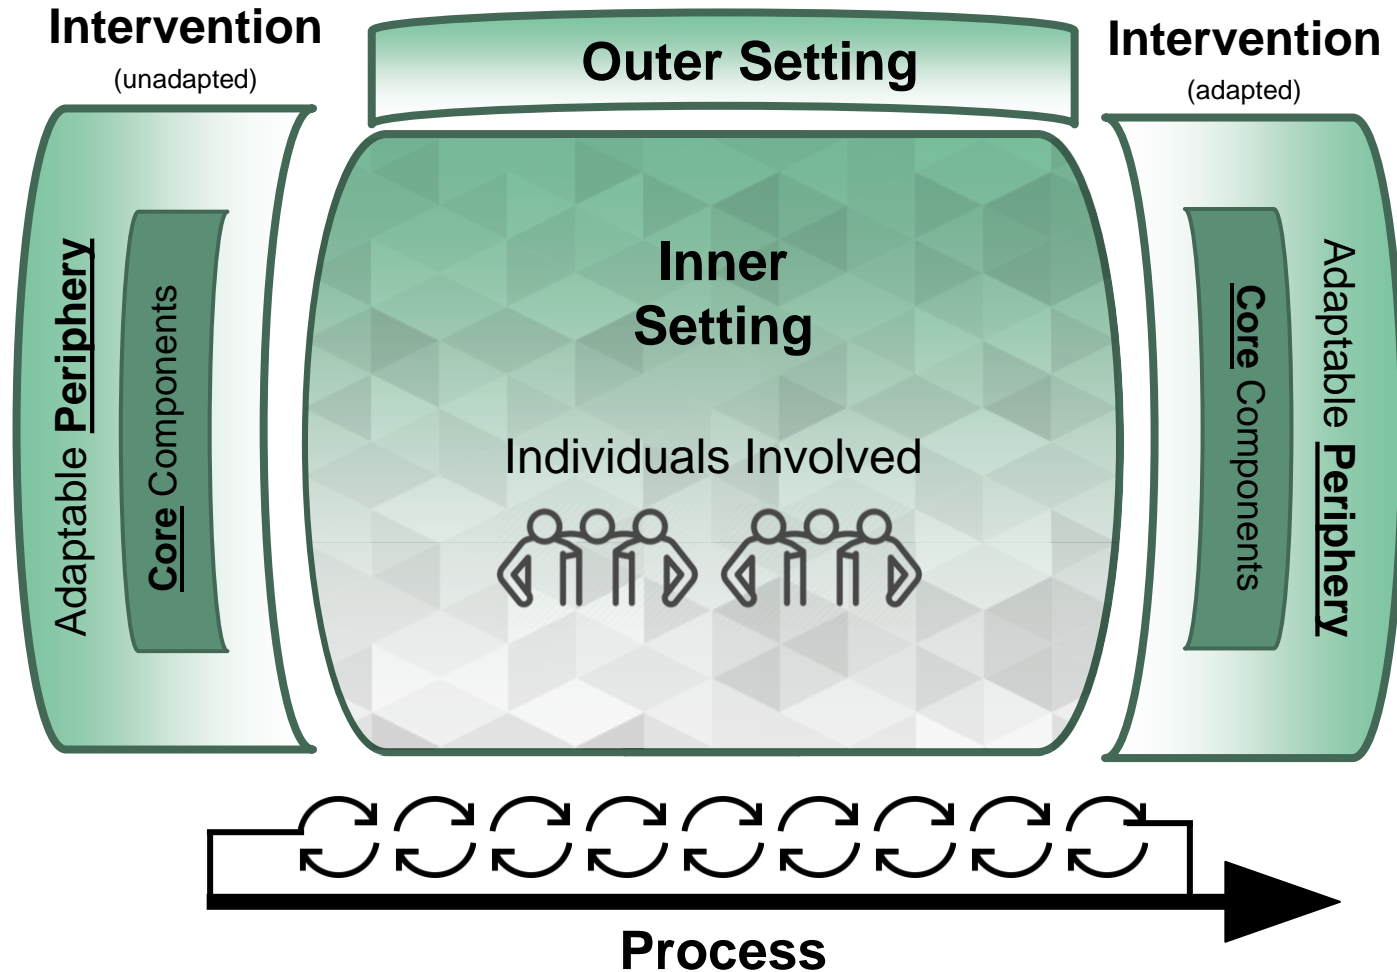 Intervention
(unadapted)
Outer Setting
Intervention
(adapted)
Adaptable Periphery
Core Components
Inner
Setting
Individuals Involved
Core Components
Adaptable Periphery
Process